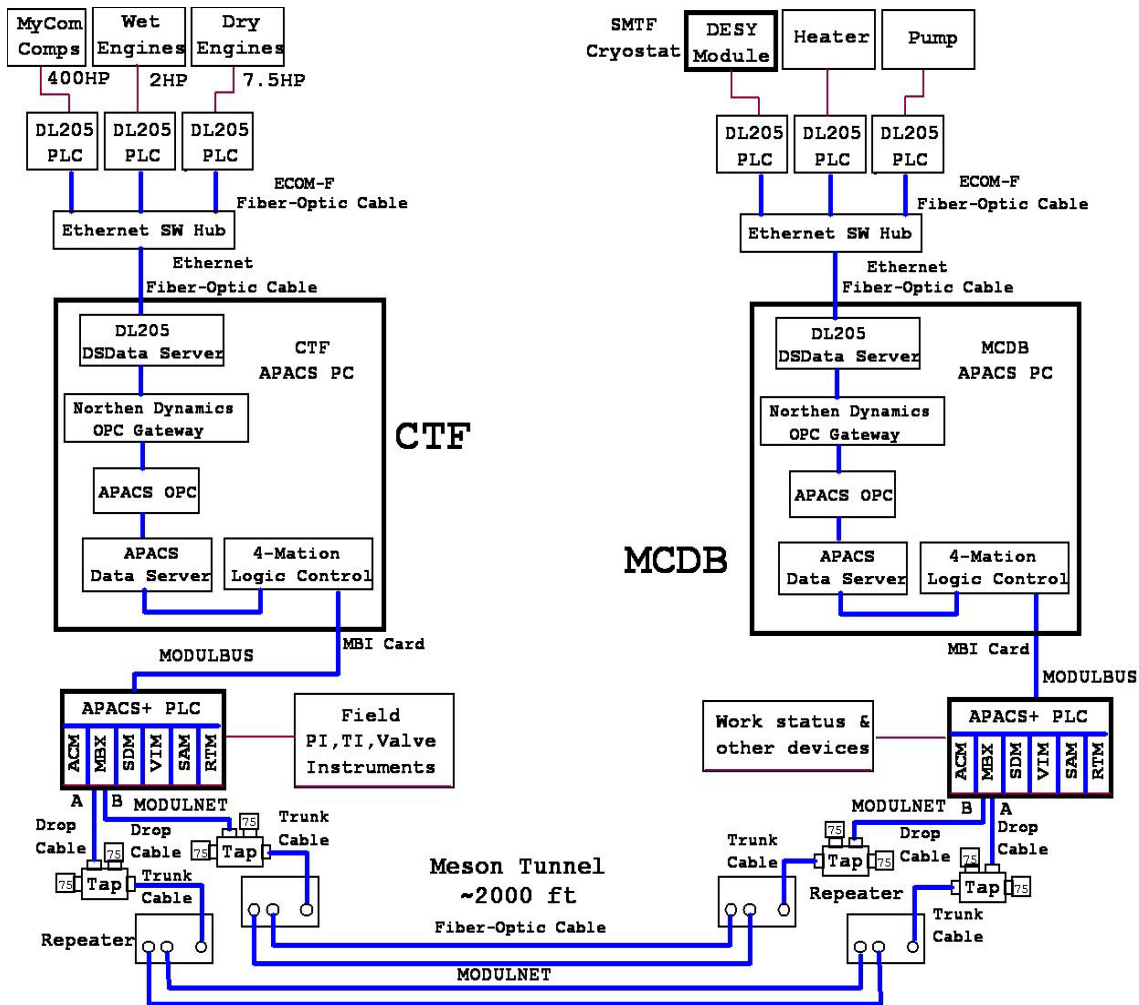 MyCom
Comps
Wet
Engines
Dry
Engines
400HP
2HP
7.5HP
DL205
PLC
DL205
PLC
DL205
PLC
ECOM-F
Fiber-Optic Cable
Ethernet SW Hub
Ethernet
Fiber-Optic Cable
DL205
DSData Server
CTF
APACS PC
Northen Dynamics
OPC Gateway
APACS OPC
APACS
Data Server
4-Mation
Logic Control
CTF
MBI Card
MODULBUS
APACS+ PLC
ACM
MBX
SDM
VIM
SAM
RTM
Field
PI,TI,Valve
Instruments
A
B
MODULNET
Drop
Cable
Drop
Cable
Trunk
Cable
75
75
Tap
75
75
Tap
Trunk
Cable
Repeater
SMTF
Cryostat
DESY
Module
Heater
Pump
DL205
PLC
DL205
PLC
DL205
PLC
ECOM-F
Fiber-Optic Cable
Ethernet SW Hub
Ethernet
Fiber-Optic Cable
DL205
DSData Server
MCDB
APACS PC
Northen Dynamics
OPC Gateway
APACS OPC
APACS
Data Server
4-Mation
Logic Control
MCDB
MBI Card
MODULBUS
Work status &
other devices
APACS+ PLC
ACM
MBX
SDM
VIM
SAM
RTM
MODULNET
B
A
Trunk
Cable
75
Tap
75
Drop
Cable
Drop
Cable
75
Tap
75
Repeater
Trunk
Cable
Meson Tunnel
~2000 ft
Fiber-Optic Cable
MODULNET